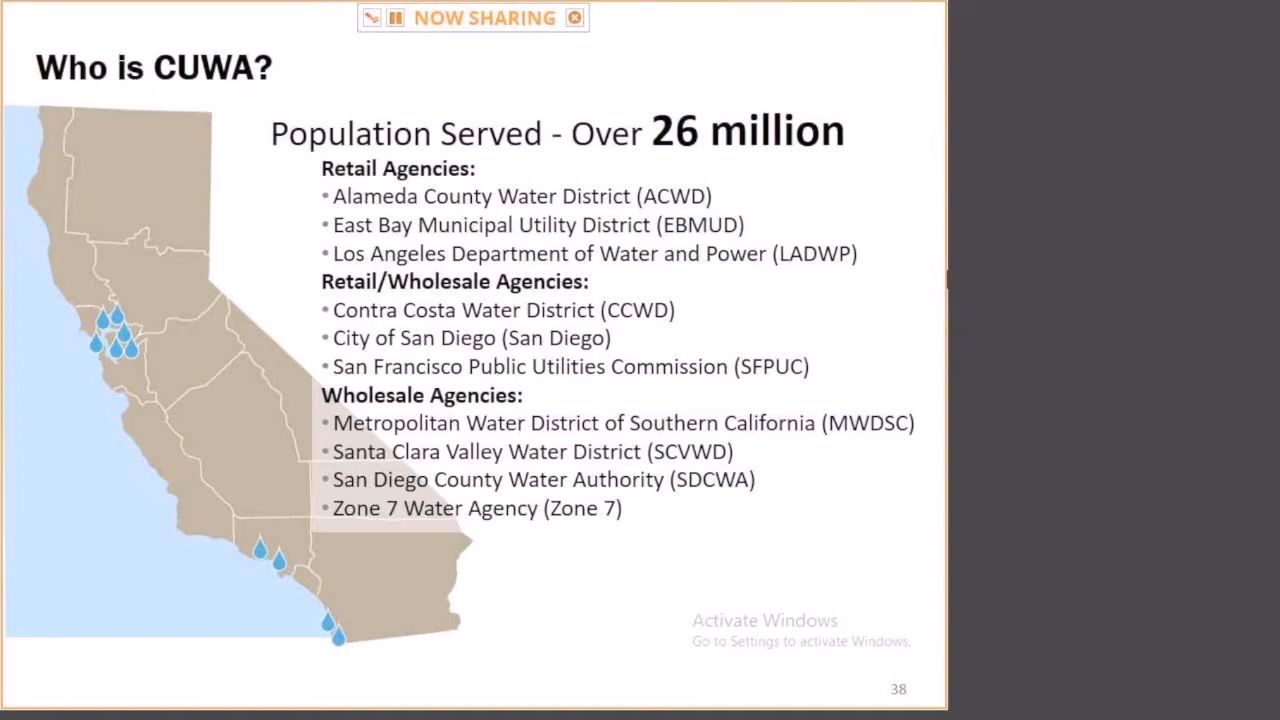 NOW SHARING
Who is CUWA?
Population Served - Over 26 million
Retail Agencies:
• Alameda County Water District (ACWD)
• East Bay Municipal Utility District (EBMUD)
• Los Angeles Department of Water and Power (LADWP)
Retail/Wholesale Agencies:
• Contra Costa Water District (CCWD)
• City of San Diego (San Diego)
• San Francisco Public Utilities Commission (SFPUC)
Wholesale Agencies:
• Metropolitan Water District of Southern California (MWDSC)
• Santa Clara Valley Water District (SCVWD)
• San Diego County Water Authority (SDCWA)
• Zone 7 Water Agency (Zone 7)
Activate Windows
Go to Settings to activate Windows.
38